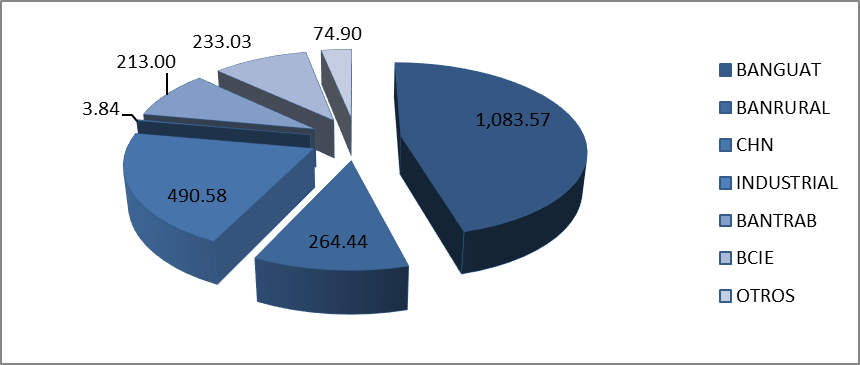 74.90
233.03
213.00
3.84
1,083.57
490.58
264.44
BANGUAT
BANRURAL
CHN
INDUSTRIAL
BANTRAB
BCIE
OTROS